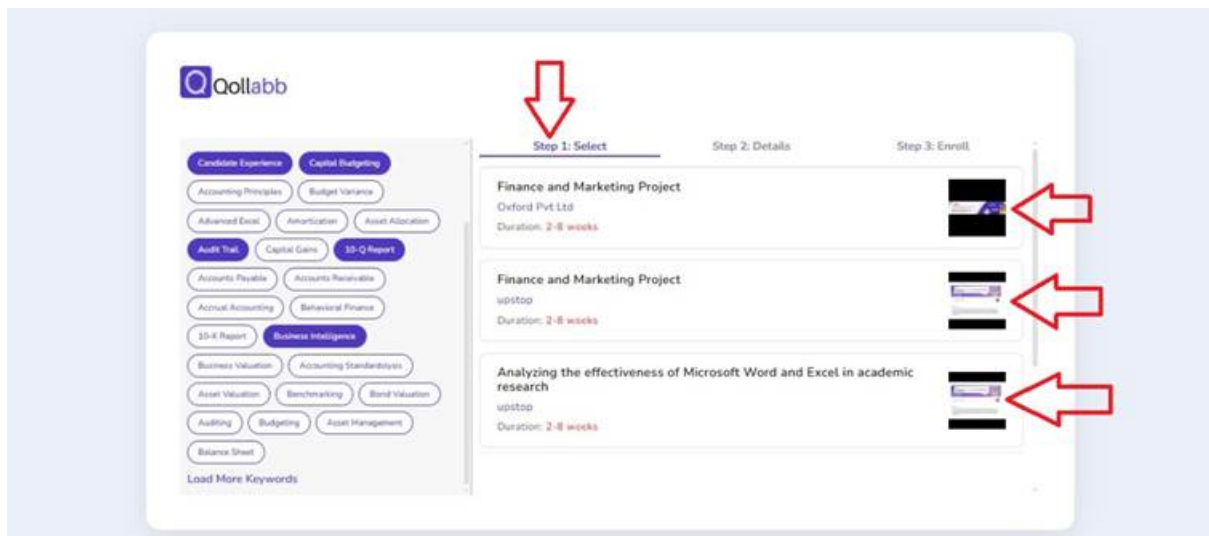 Qollabb
Step 1: Select Step 2: Details Step 3: Enroll
Candidate Experience Capital Budgeting
Accounting Principles Budget Variance
Advanced Excel Amortization Asset Allocation
Audit Trail Capital Gains 10-Q Report
Accounts Payable Accounts Receivable
Accrual Accounting Behavioral Finance
10-K Report Business Intelligence
Business Valuation Accounting Standardolysis
Asset Valuation Benchmarking Bond Valuation
Auditing Budgeting Asset Management
Balance Sheet
Load More Keywords
Finance and Marketing Project
Oxford Pvt Ltd
Duration: 2-8 weeks
Finance and Marketing Project
upstop
Duration: 2-8 weeks
Analyzing the effectiveness of Microsoft Word and Excel in academic
research
upstop
Duration: 2-8 weeks